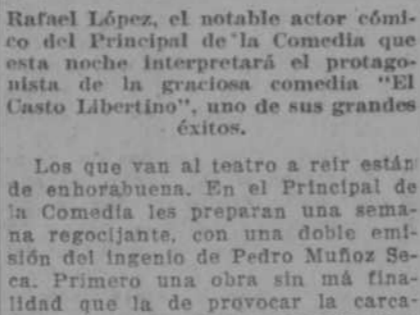 Rafael López, el notable actor cómi-
co del Principal de la Comedia que
esta noche interpretará el protago-
nista de la graciosa comedia "El
Casto Libertino", uno de sus grandes
éxitos.
Los que van al teatro a reir están
de enhorabuena. En el Principal de
la Comedia les preparan una sema-
na regocijante, con una doble emi-
sión del ingenio de Pedro Muñoz Se-
ca. Primero una obra sin má fina-
lidad que la de provocar la carca-